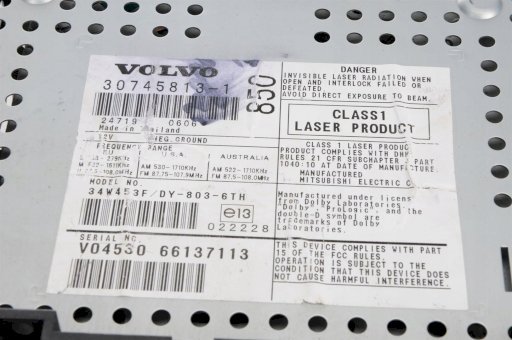 VOLVO
30745813-1
850
24719 0606
Made in Thailand
12V NEG.GROUND
FREQUENCY RANGE
EU U.S.A. AUSTRALIA
AM 530-1710KHz AM 522-1710KHz
FM 87.5-108.0MHz FM 87.75-107.9MHz FM 87.5-108.0MHz
MODEL NO.
34W453F/DY-803-6TH
e13
022228
SERIAL NO.
V04530 66137113
DANGER
INVISIBLE LASER RADIATION WHEN
OPEN AND INTERLOCK FAILED OR
DEFEATED
AVOID DIRECT EXPOSURE TO BEAM.
CLASS1
LASER PRODUCT
CLASS 1 LASER PRODUCT
PRODUCT COMPLIES WITH DHHS
RULES 21 CFR SUBCHAPTER J PART
1040:10 AT DATE OF MANUFACTURE
MANUFACTURED
MITSUBISHI ELECTRIC C
Manufactured under license
from Dolby Laboratories.
"Dolby","ProLogic", and the
double-D symbol are
trademarks of Dolby
Laboratories.
THIS DEVICE COMPLIES WITH PART
15 OF THE FCC RULES.
OPERATION IS SUBJECT TO THE
CONDITION THAT THIS DEVICE DOES
NOT CAUSE HARMFUL INTERFERENCE.